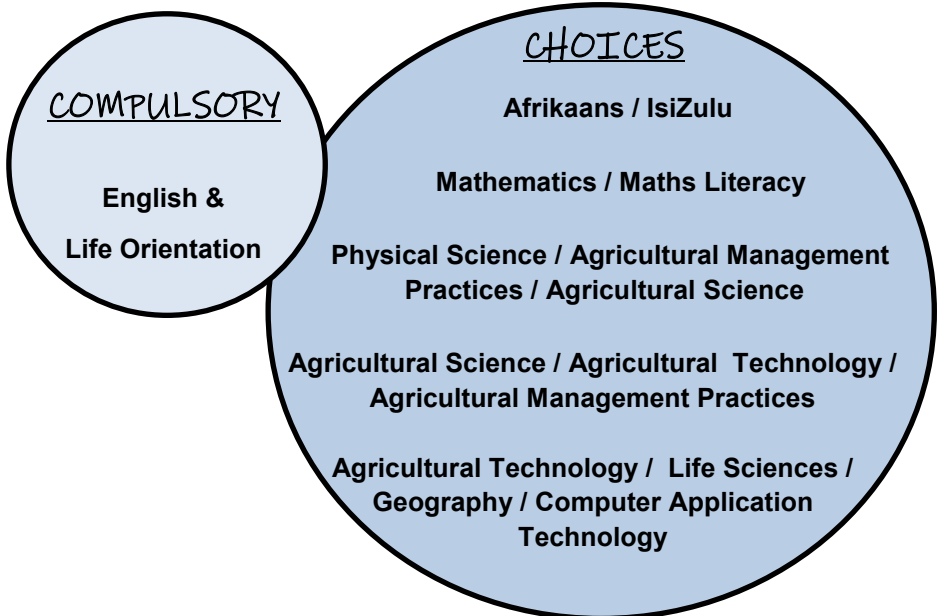 COMPULSORY
English &
Life Orientation
CHOICES
Afrikaans / IsiZulu
Mathematics / Maths Literacy
Physical Science / Agricultural Management
Practices / Agricultural Science
Agricultural Science / Agricultural Technology /
Agricultural Management Practices
Agricultural Technology / Life Sciences /
Geography / Computer Application
Technology